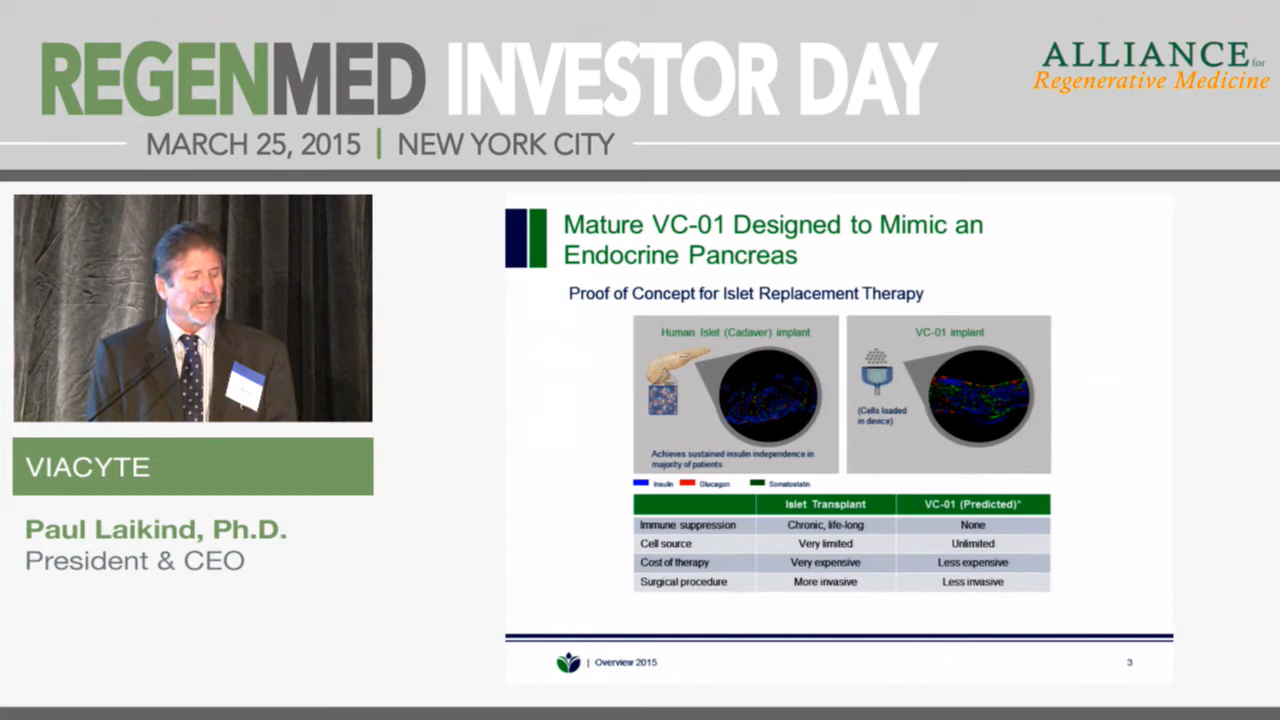 REGENMED INVESTOR DAY
MARCH 25, 2015 | NEW YORK CITY
ALLIANCE for
Regenerative Medicine
VIACYTE
Paul Laikind, Ph.D.
President & CEO
Mature VC-01 Designed to Mimic an
Endocrine Pancreas
Proof of Concept for Islet Replacement Therapy
Human Islet (Cadaver) implant
Achieves sustained insulin independence in
majority of patients
VC-01 implant
(Cells loaded
in device)
Insulin Glucagon Somatostatin
Islet Transplant VC-01 (Predicted)*
Immune suppression Chronic, life-long None
Cell source Very limited Unlimited
Cost of therapy Very expensive Less expensive
Surgical procedure More invasive Less invasive
| Overview 2015 3